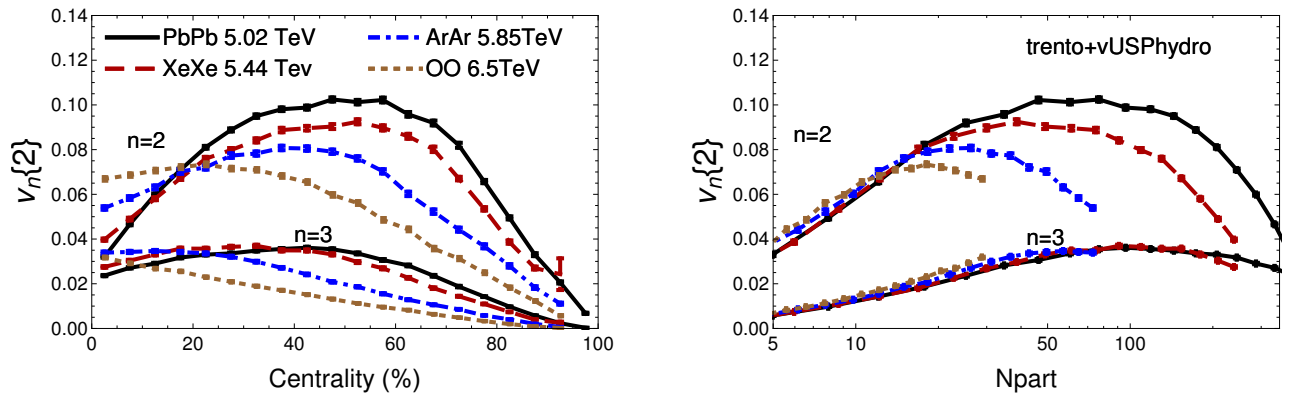 PbPb 5.02 TeV
ArAr 5.85TeV
XeXe 5.44 Tev
OO 6.5TeV
n=2
n=3
0.14
0.12
0.10
0.08
0.06
0.04
0.02
0.00
vn{2}
0 20 40 60 80 100
Centrality (%)
trento+vUSPhydro
n=2
n=3
0.14
0.12
0.10
0.08
0.06
0.04
0.02
0.00
vn{2}
5 10 50 100
Npart